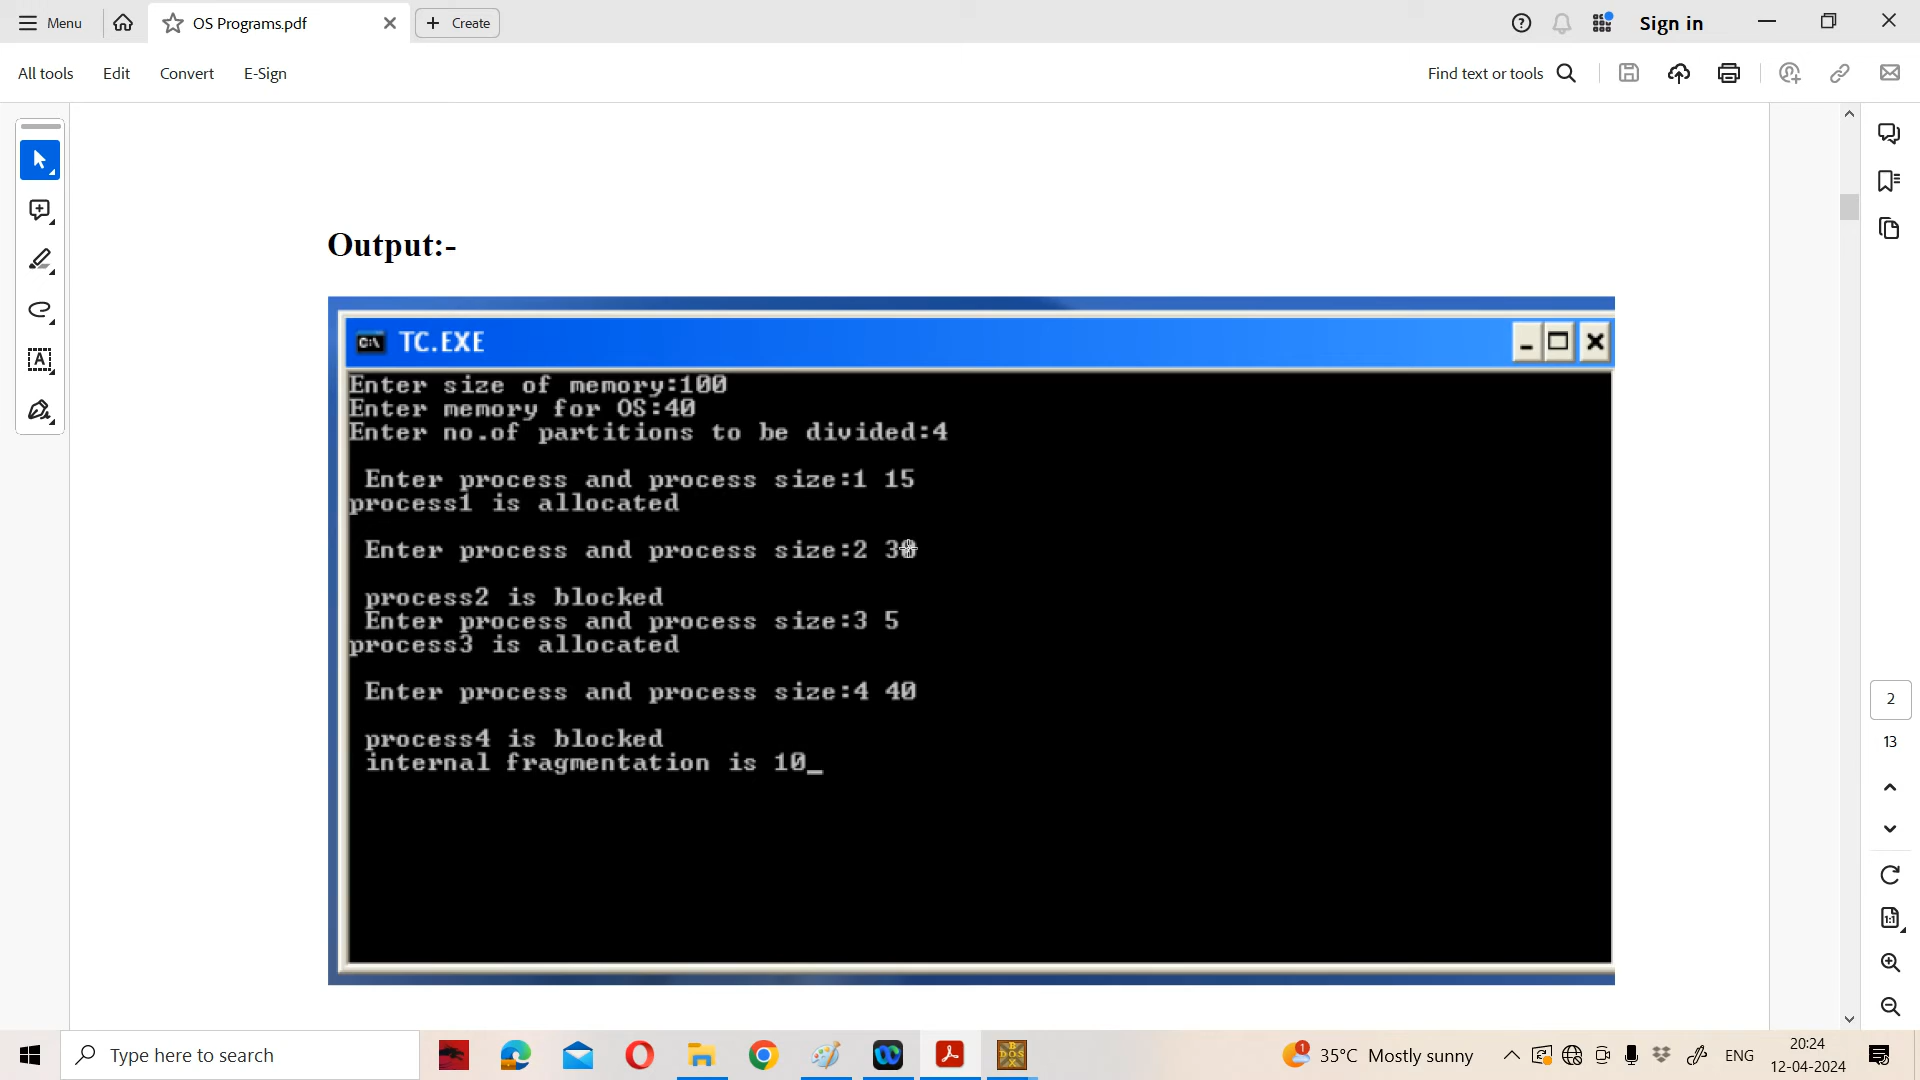 Menu
OS Programs.pdf
Create
Sign in
All tools
Edit
Convert
E-Sign
Find text or tools
Output:-
TC.EXE
Enter size of memory:100
Enter memory for OS:40
Enter no.of partitions to be divided:4
Enter process and process size:1 15
process1 is allocated
Enter process and process size:2 30
process2 is blocked
Enter process and process size:3 5
process3 is allocated
Enter process and process size:4 40
process4 is blocked
internal fragmentation is 10_
2
13
Type here to search
35°C Mostly sunny
ENG
20:24
12-04-2024